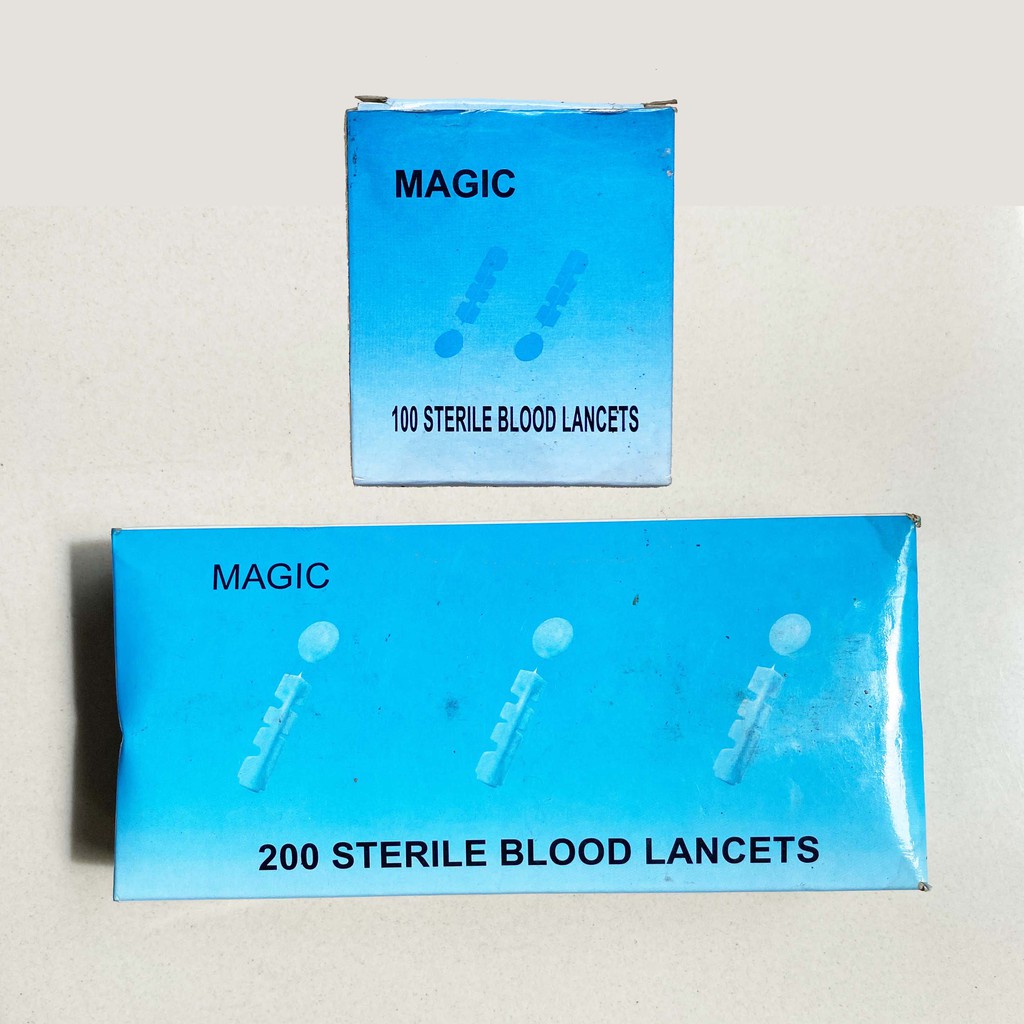 MAGIC
100 STERILE BLOOD LANCETS
MAGIC
200 STERILE BLOOD LANCETS